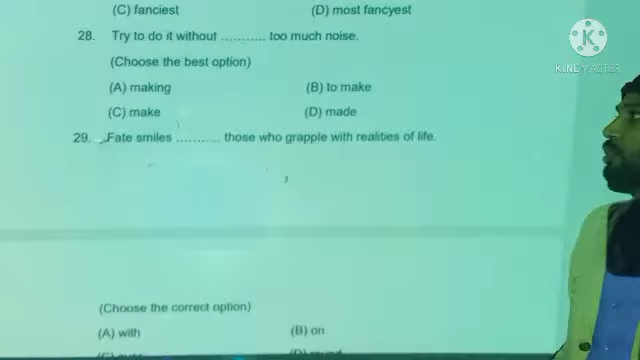 (C) fanciest (D) most fancyest
28. Try to do it without ........... too much noise.
(Choose the best option)
(A) making (B) to make
(C) make (D) made
29. Fate smiles ........... those who grapple with realities of life.
(Choose the correct option)
(A) with (B) on
KINEMASTER